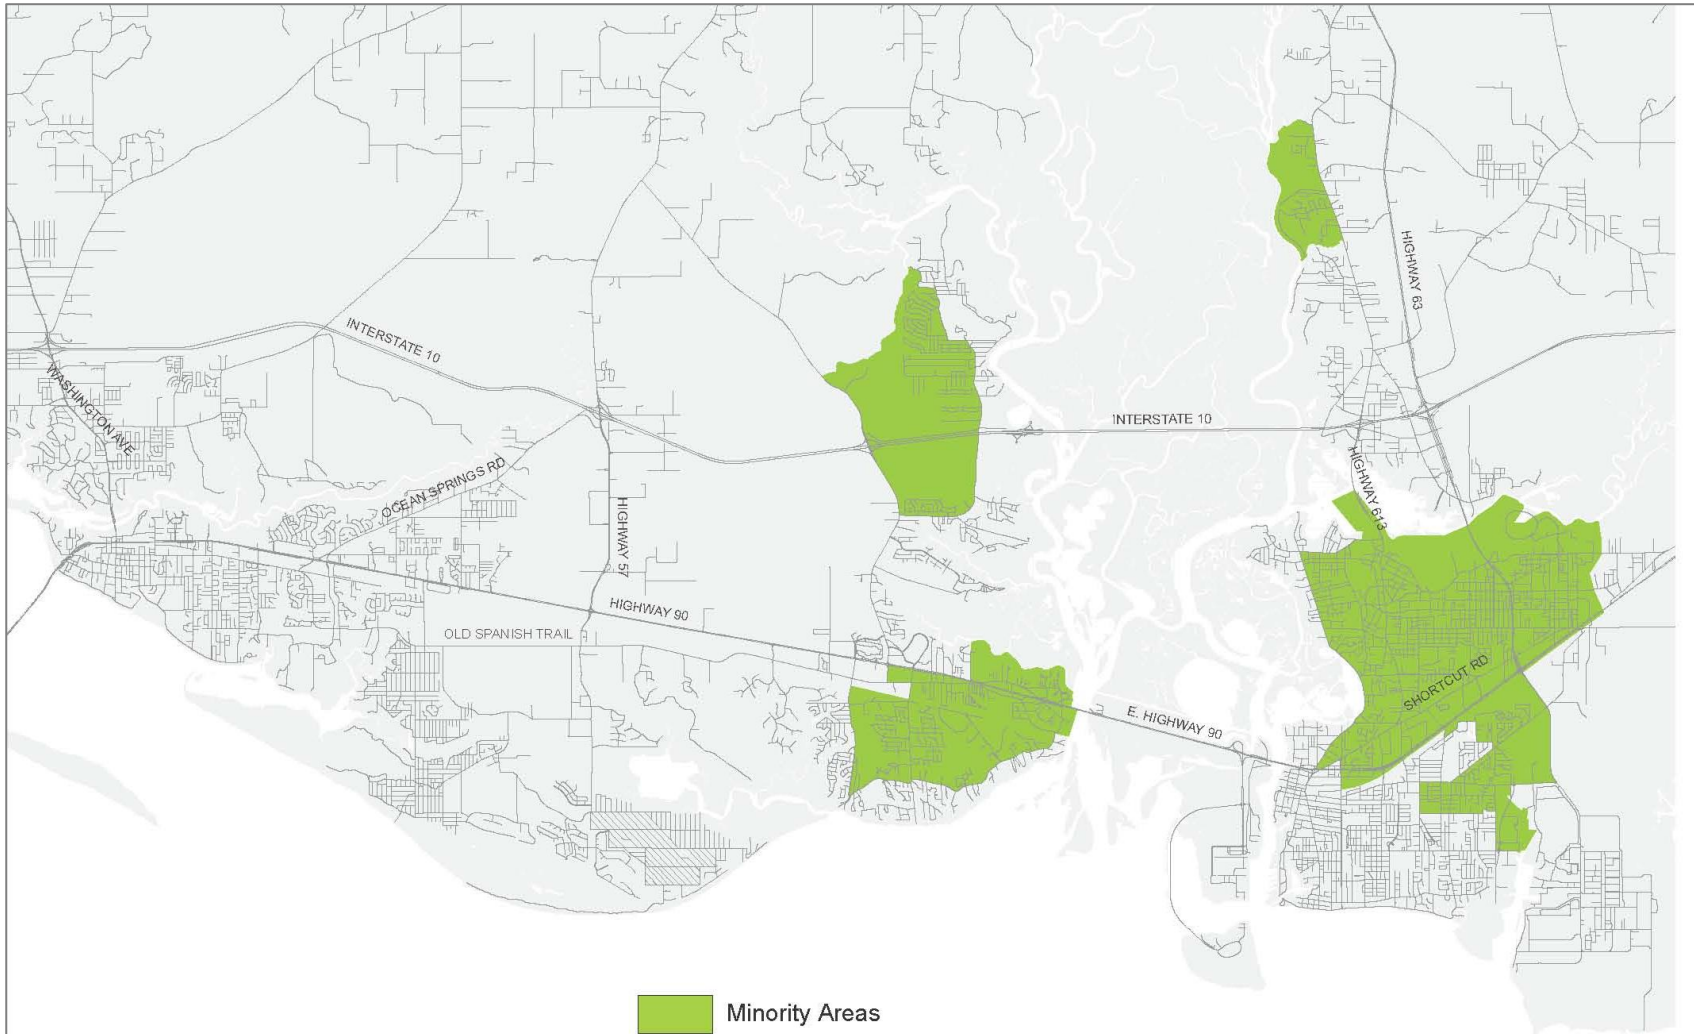 HIGHWAY 63
INTERSTATE 10
WASHINGTON AVE
INTERSTATE 10
OCEAN SPRINGS RD
HIGHWAY 613
HIGHWAY 57
HIGHWAY 90
OLD SPANISH TRAIL
SHORTCUT RD
E. HIGHWAY 90
Minority Areas